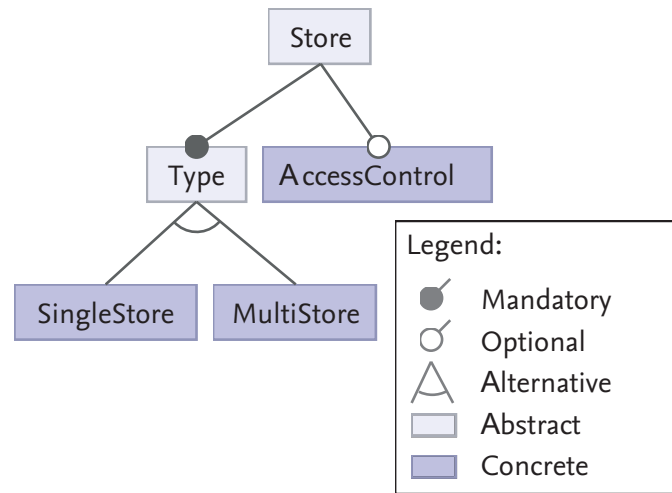 Store
Type
AccessControl
SingleStore
MultiStore
Legend:
Mandatory
Optional
Alternative
Abstract
Concrete